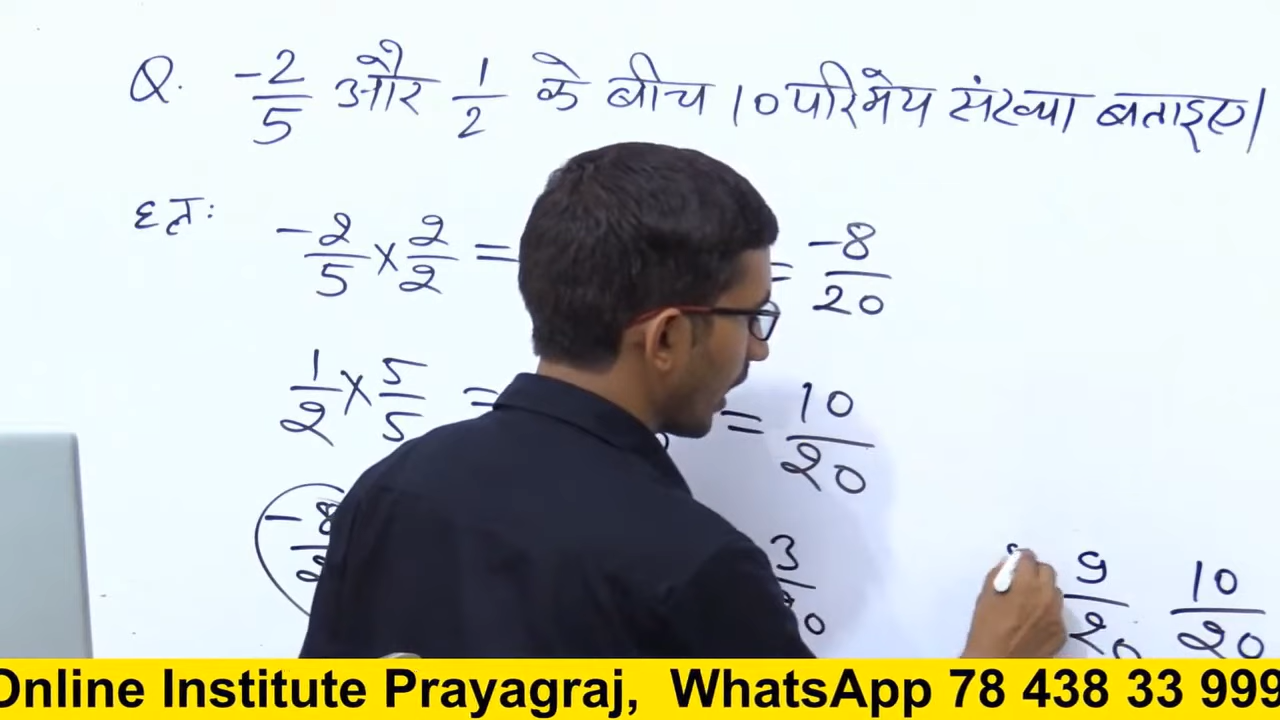 Q. -2/5 और 1/2 के बीच 10 परिमेय संख्या बताइए।
हल:
-2/5 × 2/2 = = -8/20
1/2 × 5/5 = = 10/20
-8 3 9/20 10/20
Online Institute Prayagraj, WhatsApp 78 438 33 999